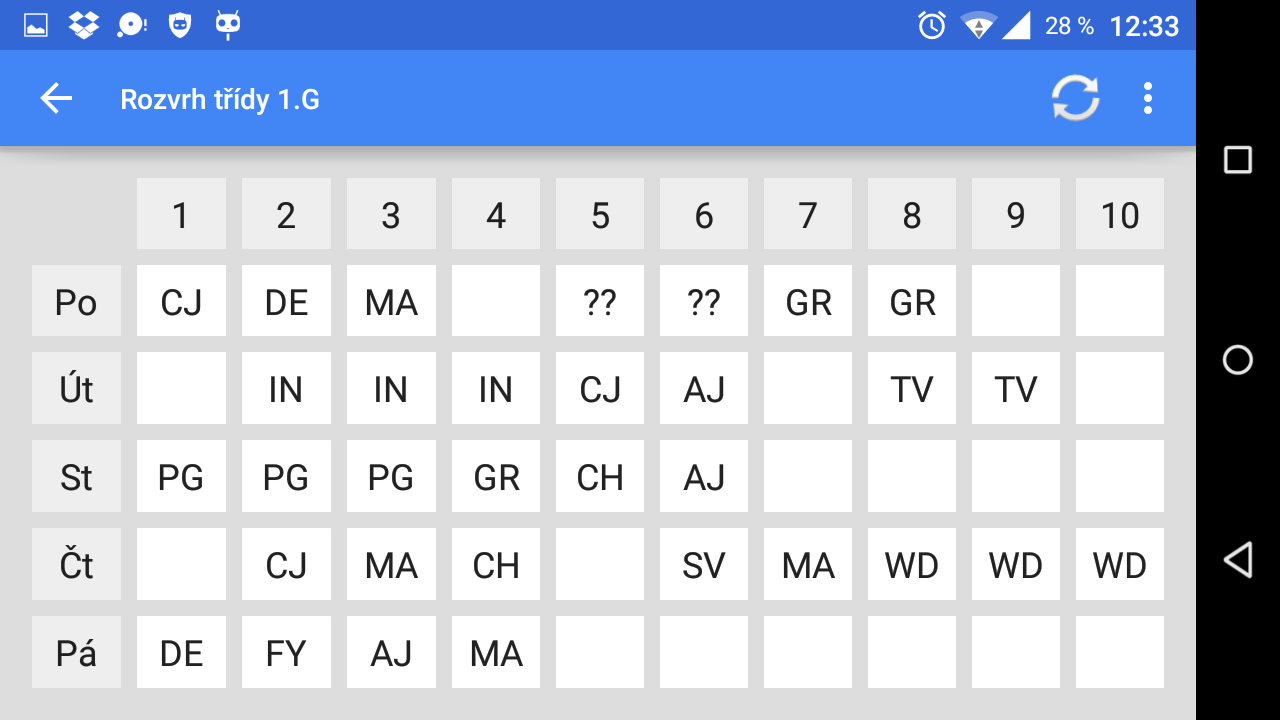 28 % 12:33
Rozvrh třídy 1.G
1 2 3 4 5 6 7 8 9 10
Po CJ DE MA ?? ?? GR GR
Út IN IN IN CJ AJ TV TV
St PG PG PG GR CH AJ
Čt CJ MA CH SV MA WD WD WD
Pá DE FY AJ MA